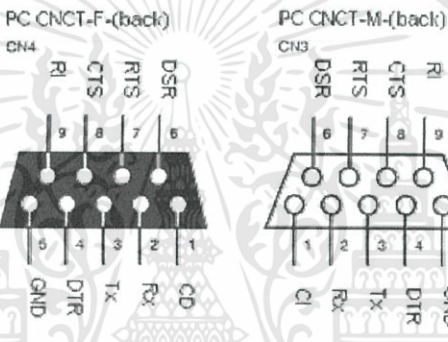 PC CNCT-F-(back)
CN4
RI CTS RTS DSR
9 8 7 6
5 4 3 2 1
GND DTR Tx Rx CD
PC CNCT-M-(back)
CN3
DSR RTS CTS RI
6 7 8 9
1 2 3 4
Rx Tx DTR